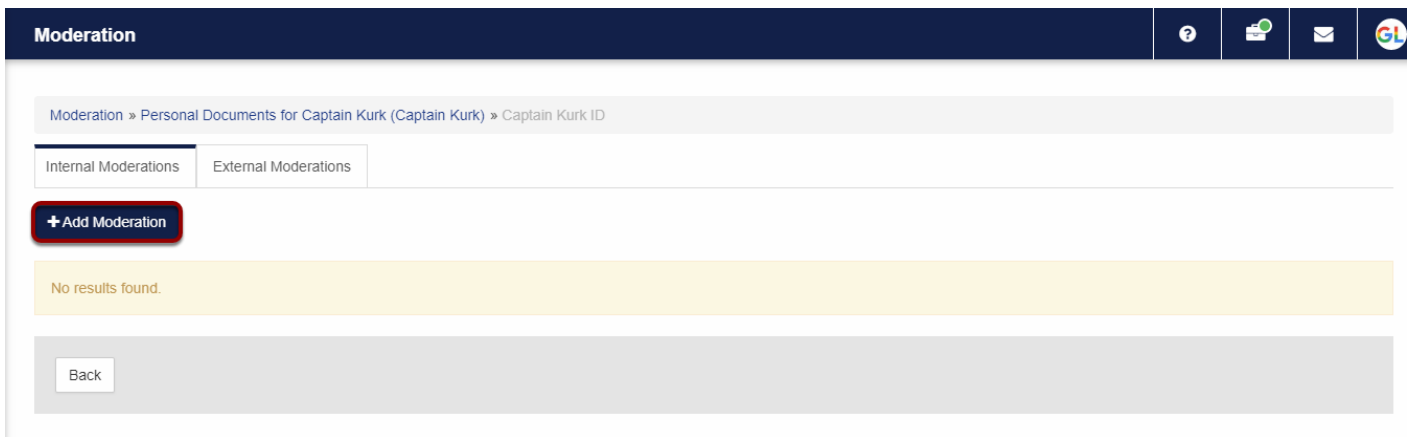 Moderation
GL
Moderation » Personal Documents for Captain Kurk (Captain Kurk) » Captain Kurk ID
Internal Moderations External Moderations
+ Add Moderation
No results found.
Back